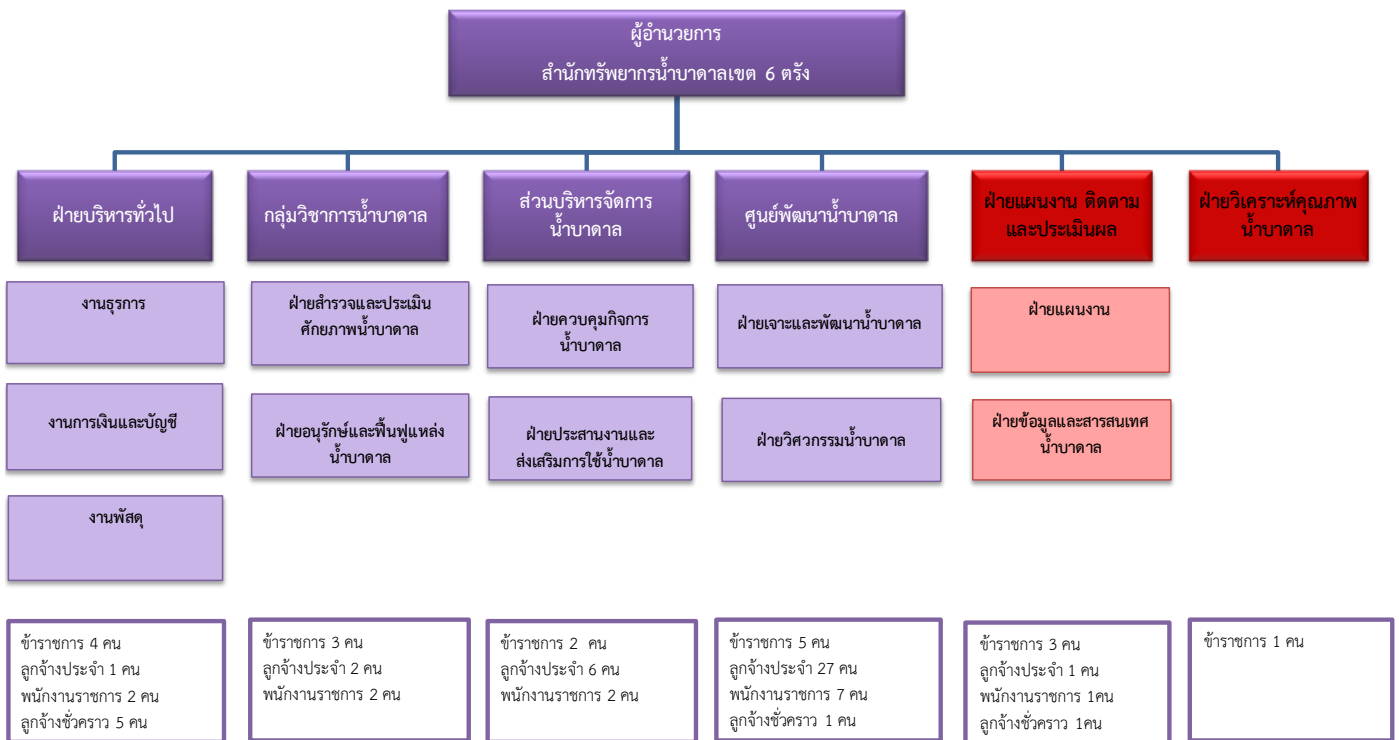 ผู้อำนวยการ
สำนักทรัพยากรน้ำบาดาลเขต 6 ตรัง
ฝ่ายบริหารทั่วไป
กลุ่มวิชาการน้ำบาดาล
ส่วนบริหารจัดการ
น้ำบาดาล
ศูนย์พัฒนาน้ำบาดาล
ฝ่ายแผนงาน ติดตาม
และประเมินผล
ฝ่ายวิเคราะห์คุณภาพ
น้ำบาดาล
งานธุรการ
ฝ่ายสำรวจและประเมิน
ศักยภาพน้ำบาดาล
ฝ่ายควบคุมกิจการ
น้ำบาดาล
ฝ่ายเจาะและพัฒนาน้ำบาดาล
ฝ่ายแผนงาน
งานการเงินและบัญชี
ฝ่ายอนุรักษ์และฟื้นฟูแหล่ง
น้ำบาดาล
ฝ่ายประสานงานและ
ส่งเสริมการใช้น้ำบาดาล
ฝ่ายวิศวกรรมน้ำบาดาล
ฝ่ายข้อมูลและสารสนเทศ
น้ำบาดาล
งานพัสดุ
ข้าราชการ 4 คน
ลูกจ้างประจำ 1 คน
พนักงานราชการ 2 คน
ลูกจ้างชั่วคราว 5 คน
ข้าราชการ 3 คน
ลูกจ้างประจำ 2 คน
พนักงานราชการ 2 คน
ข้าราชการ 2 คน
ลูกจ้างประจำ 6 คน
พนักงานราชการ 2 คน
ข้าราชการ 5 คน
ลูกจ้างประจำ 27 คน
พนักงานราชการ 7 คน
ลูกจ้างชั่วคราว 1 คน
ข้าราชการ 3 คน
ลูกจ้างประจำ 1 คน
พนักงานราชการ 1คน
ลูกจ้างชั่วคราว 1คน
ข้าราชการ 1 คน